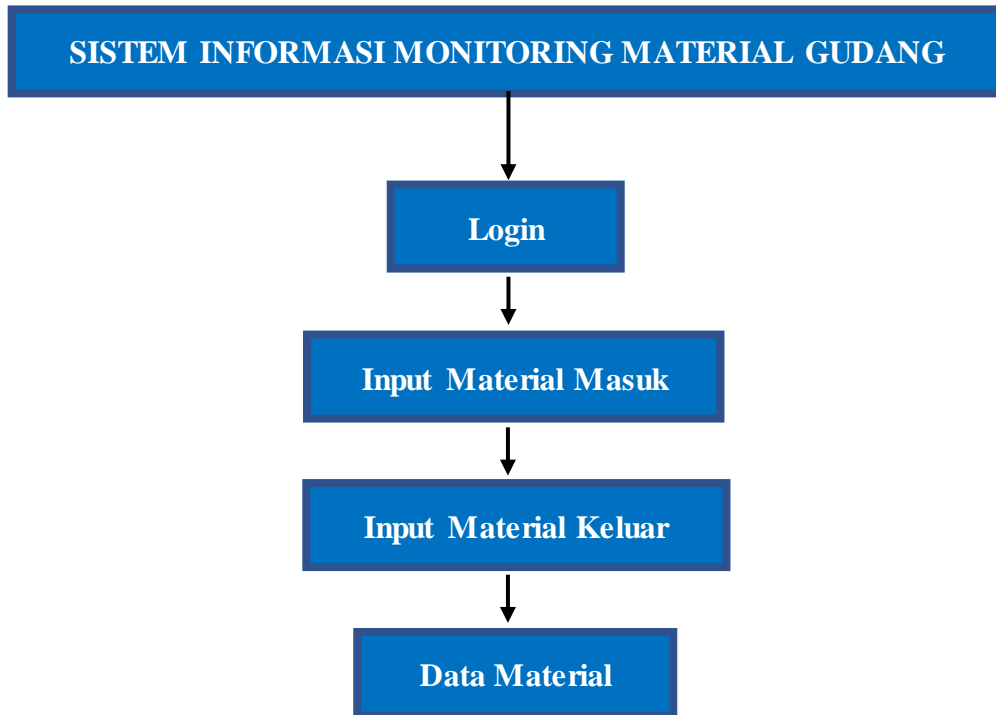 SISTEM INFORMASI MONITORING MATERIAL GUDANG
Login
Input Material Masuk
Input Material Keluar
Data Material